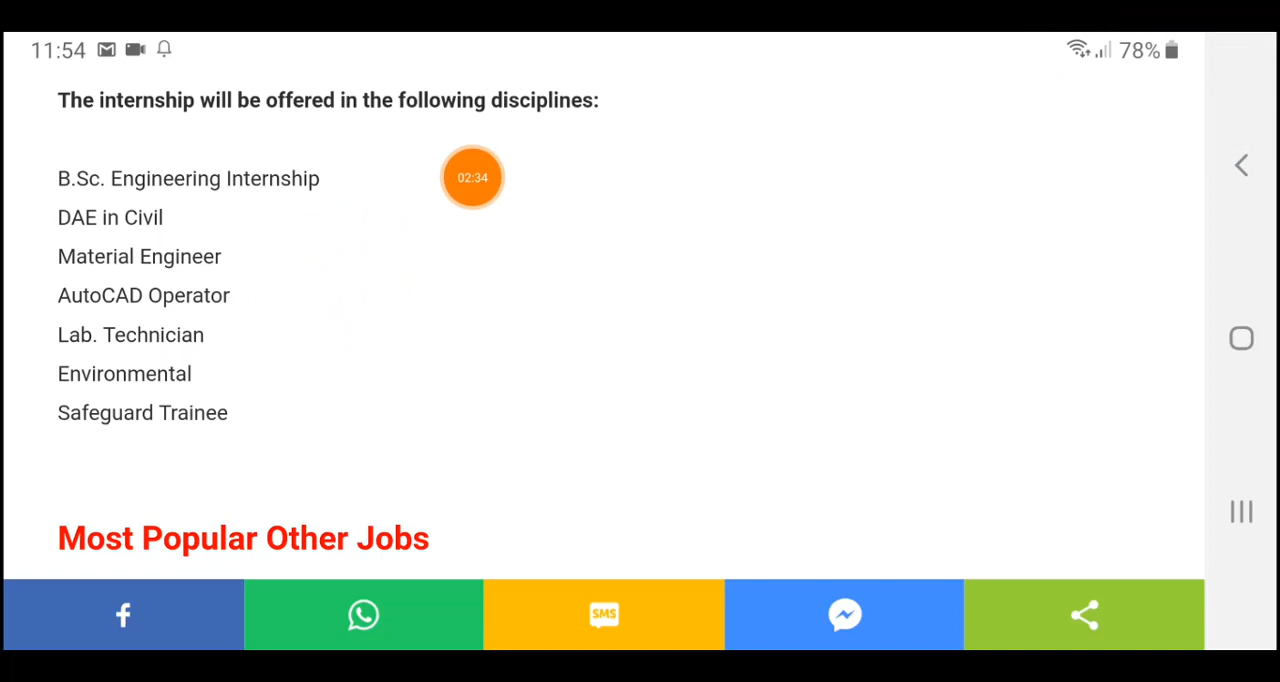 11:54 78%
The internship will be offered in the following disciplines:
B.Sc. Engineering Internship
02:34
DAE in Civil
Material Engineer
AutoCAD Operator
Lab. Technician
Environmental
Safeguard Trainee
Most Popular Other Jobs
f SMS